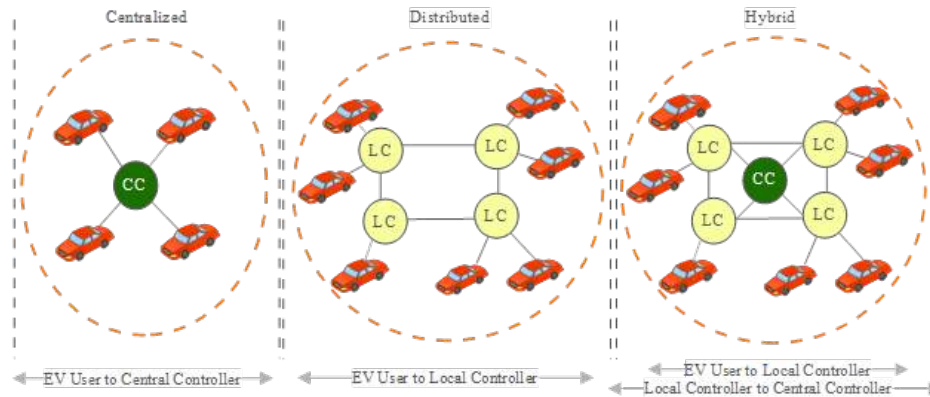 Centralized
Distributed
Hybrid
CC
LC
LC
LC
LC
LC
LC
CC
LC
LC
EV User to Central Controller
EV User to Local Controller
EV User to Local Controller
Local Controller to Central Controller